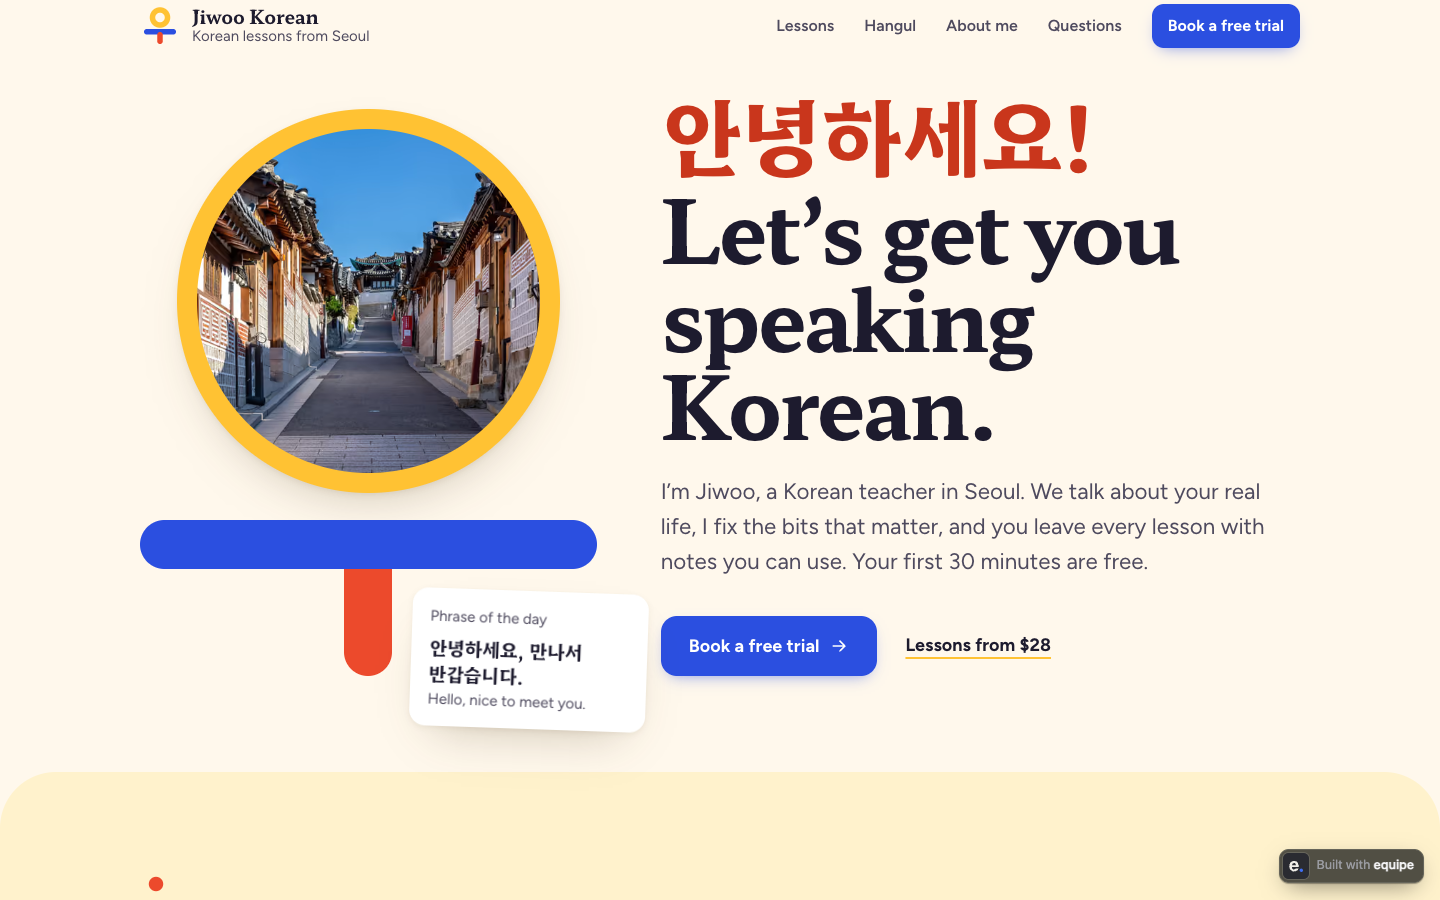 Jiwoo Korean
Korean lessons from Seoul
Lessons
Hangul
About me
Questions
Book a free trial
안녕하세요!
Let’s get you
speaking
Korean.
I’m Jiwoo, a Korean teacher in Seoul. We talk about your real
life, I fix the bits that matter, and you leave every lesson with
notes you can use. Your first 30 minutes are free.
Book a free trial →
Lessons from $28
Phrase of the day
안녕하세요, 만나서
반갑습니다.
Hello, nice to meet you.
e. Built with equipe